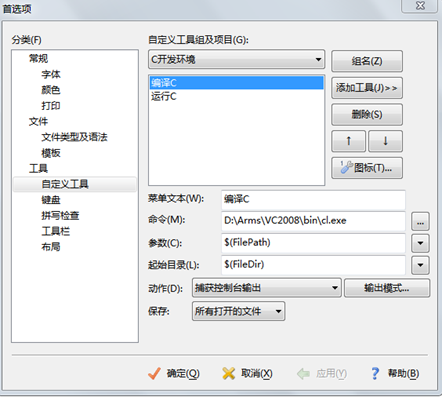 首选项
分类(F)
常规
字体
颜色
打印
文件
文件类型及语法
模板
工具
自定义工具
键盘
拼写检查
工具栏
布局
自定义工具组及项目(G):
C开发环境
组名(Z)
编译C
运行C
添加工具(J)>>
删除(S)
图标(T)...
菜单文本(W):
编译C
命令(M):
D:\Arms\VC2008\bin\cl.exe
...
参数(C):
$(FilePath)
起始目录(L):
$(FileDir)
动作(D):
捕获控制台输出
输出模式...
保存:
所有打开的文件
确定(O)
取消(X)
应用(Y)
帮助(B)